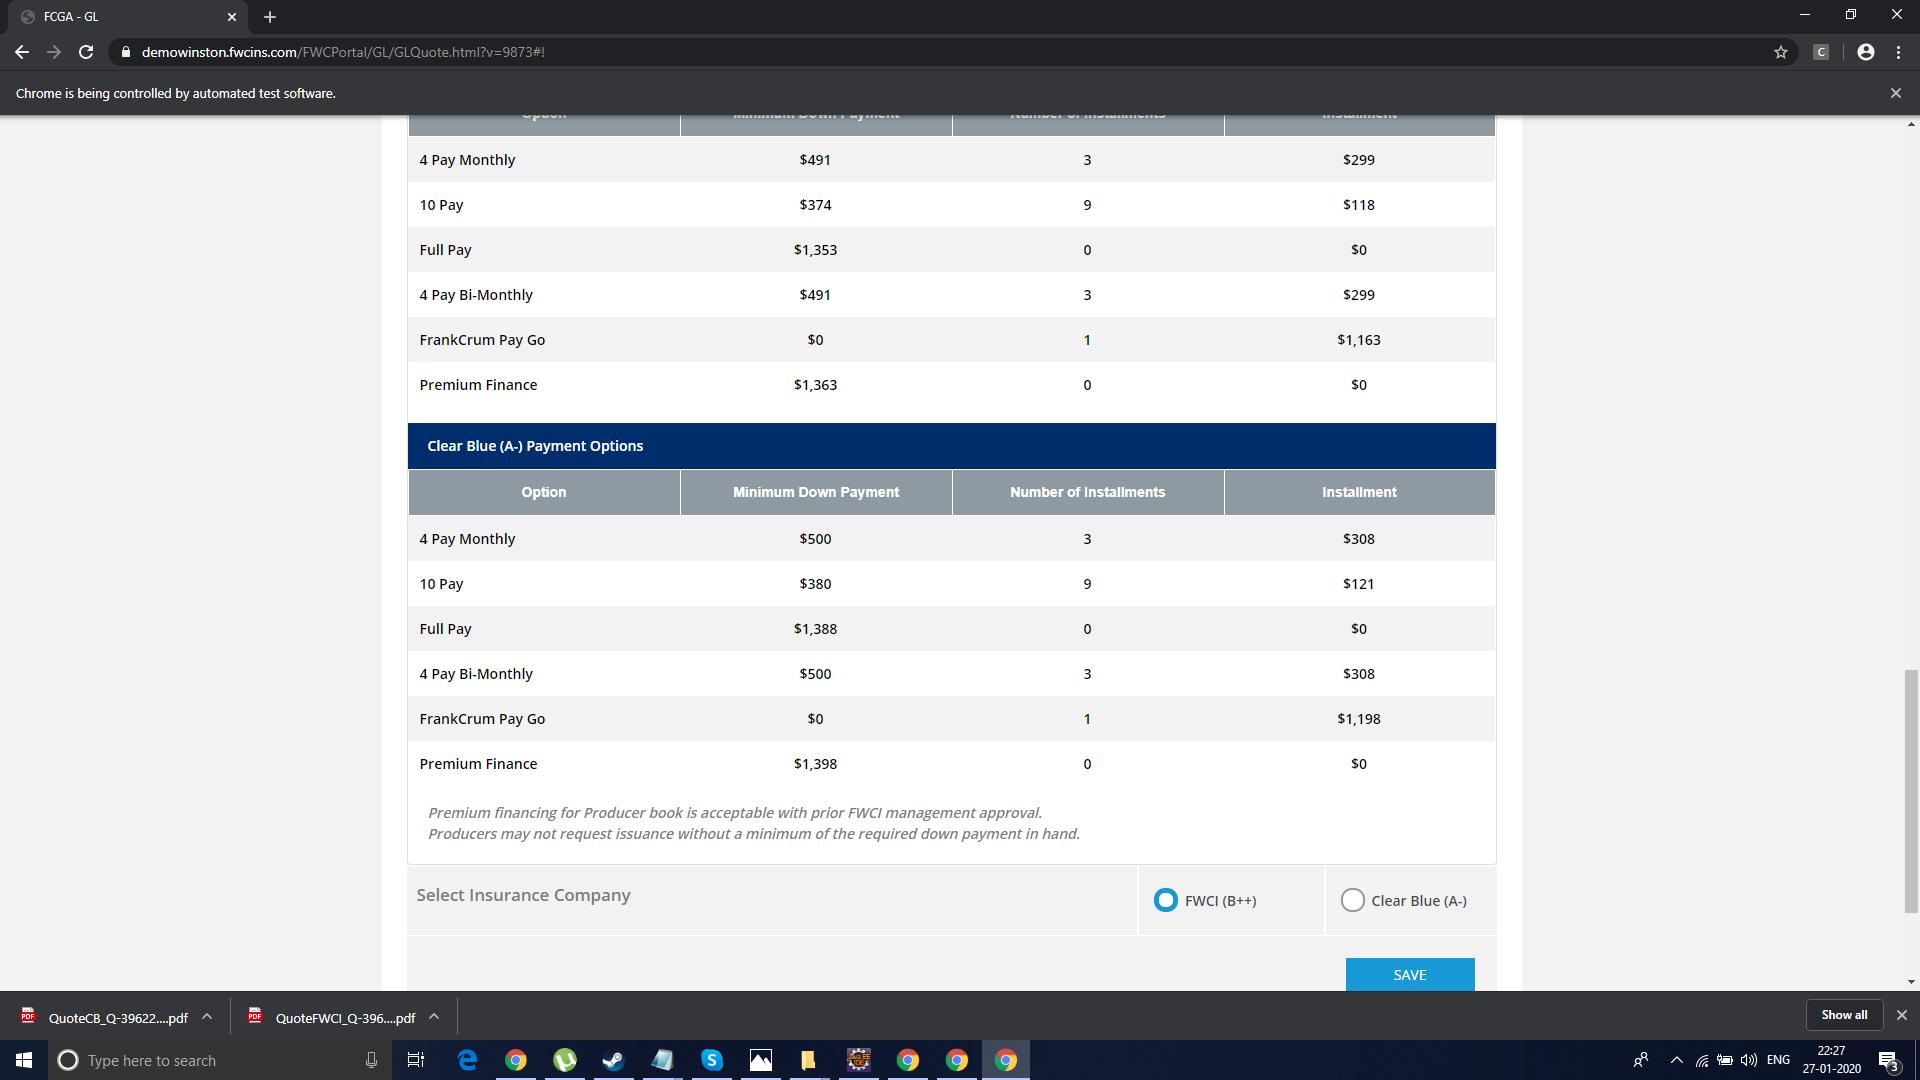 FCGA - GL
demowinston.fwcins.com/FWCPortal/GL/GLQuote.html?v=9873#!
C
Chrome is being controlled by automated test software.
Option Minimum Down Payment Number of Installments Installment
4 Pay Monthly $491 3 $299
10 Pay $374 9 $118
Full Pay $1,353 0 $0
4 Pay Bi-Monthly $491 3 $299
FrankCrum Pay Go $0 1 $1,163
Premium Finance $1,363 0 $0
Clear Blue (A-) Payment Options
Option Minimum Down Payment Number of Installments Installment
4 Pay Monthly $500 3 $308
10 Pay $380 9 $121
Full Pay $1,388 0 $0
4 Pay Bi-Monthly $500 3 $308
FrankCrum Pay Go $0 1 $1,198
Premium Finance $1,398 0 $0
Premium financing for Producer book is acceptable with prior FWCI management approval.
Producers may not request issuance without a minimum of the required down payment in hand.
Select Insurance Company FWCI (B++) Clear Blue (A-)
SAVE
QuoteCB_Q-39622....pdf QuoteFWCI_Q-396....pdf Show all
Type here to search ENG 22:27
27-01-2020 3